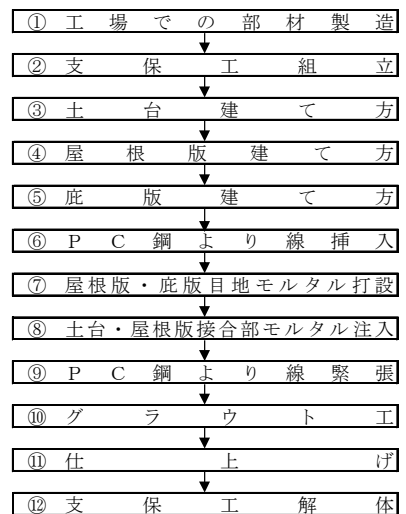 ① 工場での部材製造
② 支保工組立
③ 土台建て方
④ 屋根版建て方
⑤ 庇版建て方
⑥ PC鋼より線挿入
⑦ 屋根版・庇版目地モルタル打設
⑧ 土台・屋根版接合部モルタル注入
⑨ PC鋼より線緊張
⑩ グラウト工
⑪ 仕上げ
⑫ 支保工解体